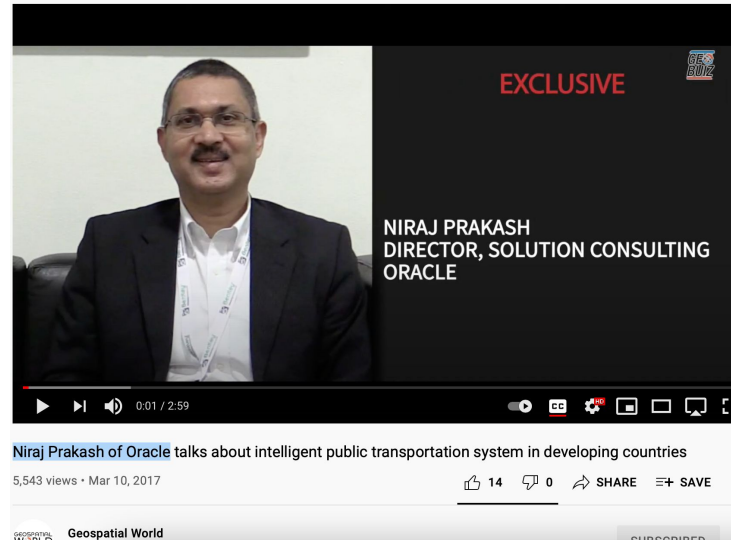 GEO
BUIZ
EXCLUSIVE
NIRAJ PRAKASH
DIRECTOR, SOLUTION CONSULTING
ORACLE
0:01 / 2:59
CC
HD
Niraj Prakash of Oracle talks about intelligent public transportation system in developing countries
5,543 views • Mar 10, 2017
14
0
SHARE
SAVE
GEOSPATIAL
Geospatial World
SUBSCRIBED